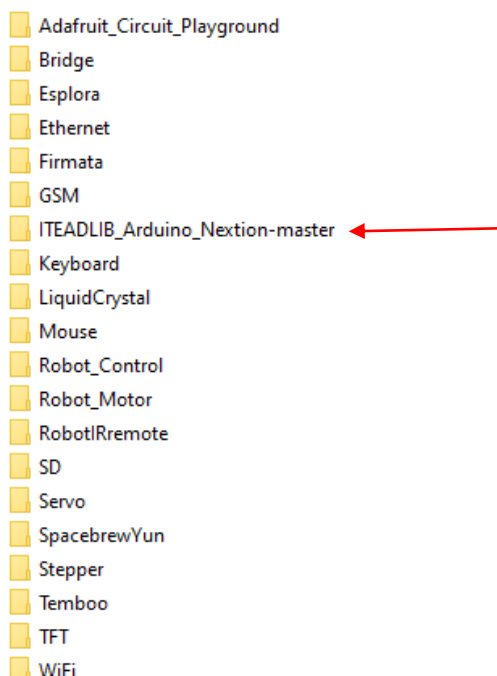 Adafruit_Circuit_Playground
Bridge
Esplora
Ethernet
Firmata
GSM
ITEADLIB_Arduino_Nextion-master
Keyboard
LiquidCrystal
Mouse
Robot_Control
Robot_Motor
RobotIRremote
SD
Servo
SpacebrewYun
Stepper
Temboo
TFT
WiFi